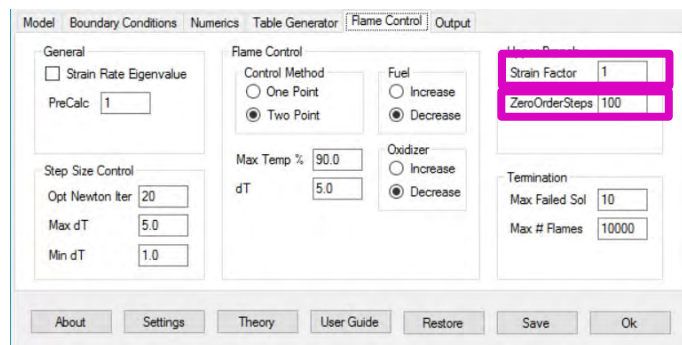 Model Boundary Conditions Numerics Table Generator Flame Control Output
General
Strain Rate Eigenvalue
PreCalc 1
Step Size Control
Opt Newton Iter 20
Max dT 5.0
Min dT 1.0
Flame Control
Control Method
One Point
Two Point
Fuel
Increase
Decrease
Max Temp % 90.0
dT 5.0
Oxidizer
Increase
Decrease
Upper Branch
Strain Factor 1
ZeroOrderSteps 100
Termination
Max Failed Sol 10
Max # Flames 10000
About Settings Theory User Guide Restore Save Ok